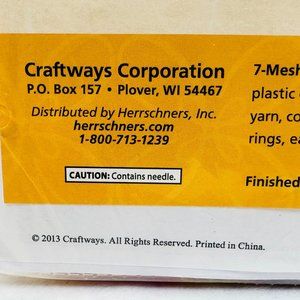 Craftways Corporation
P.O. Box 157 • Plover, WI 54467
Distributed by Herrschners, Inc.
herrschners.com
1-800-713-1239
CAUTION: Contains needle.
7-Mesh
plastic
yarn, co
rings, ea
Finished
© 2013 Craftways. All Rights Reserved. Printed in China.